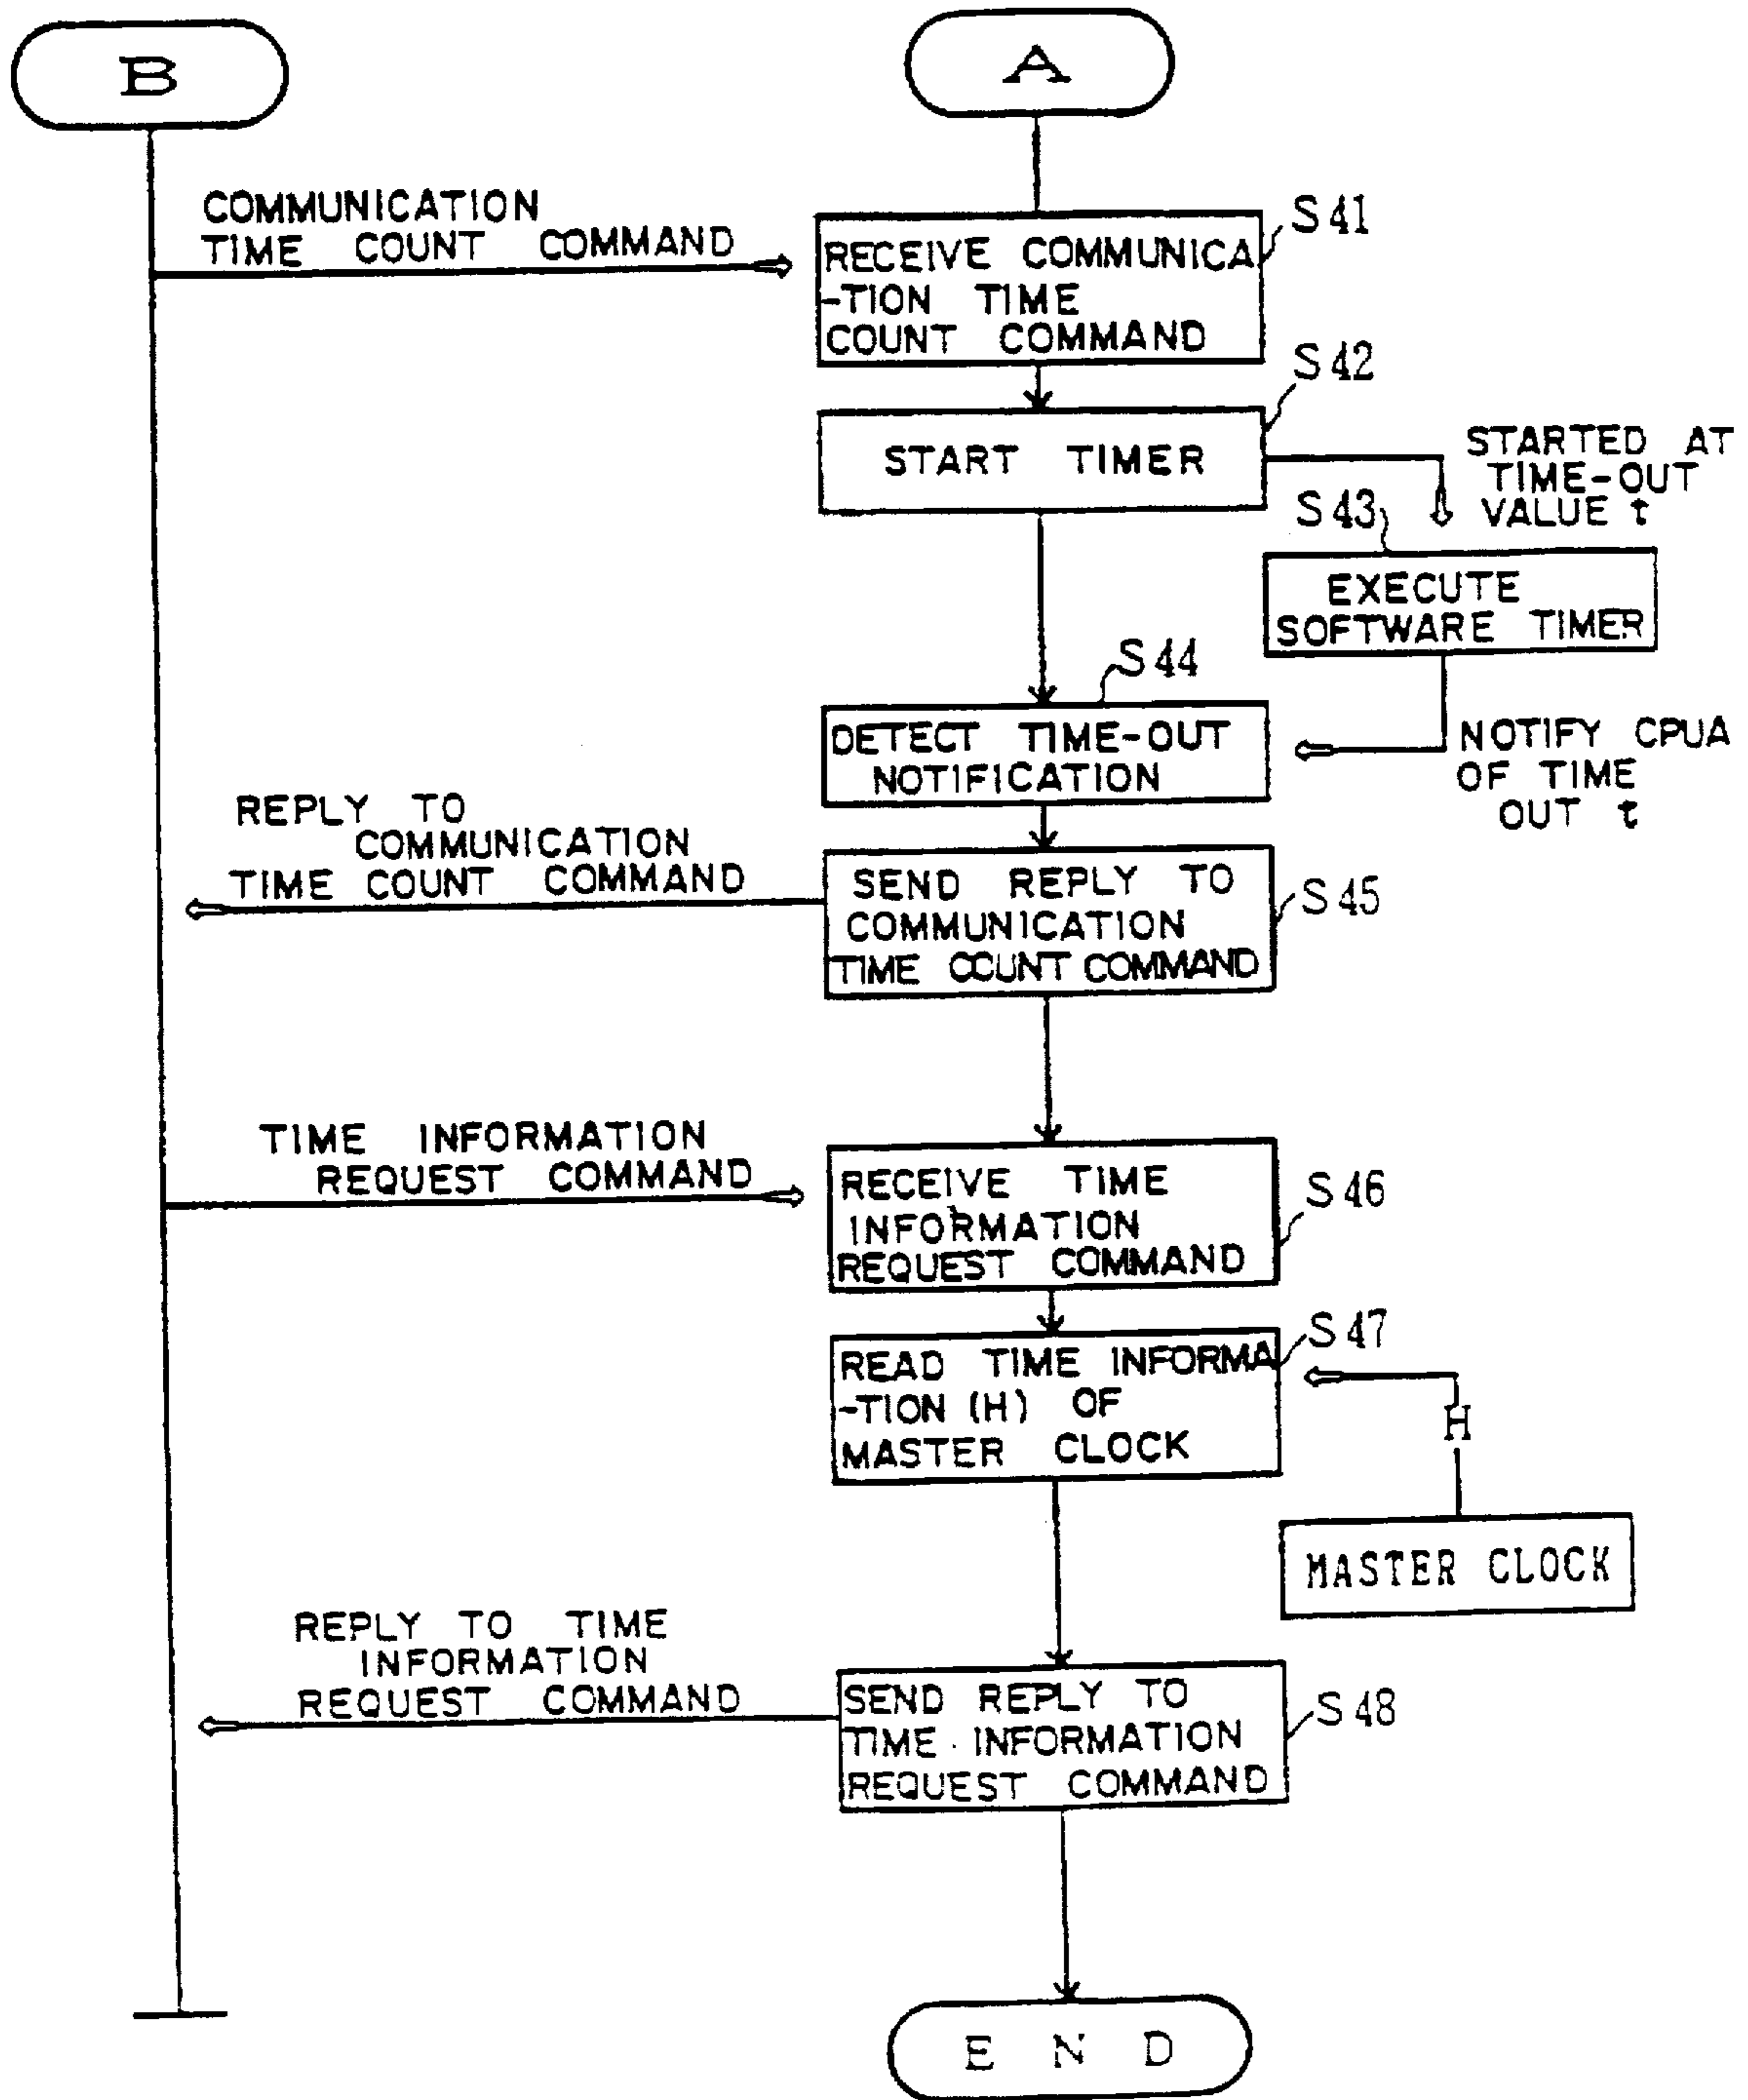 B
A
COMMUNICATION
TIME COUNT COMMAND
S41
RECEIVE COMMUNICA
-TION TIME
COUNT COMMAND
S42
START TIMER
STARTED AT
TIME-OUT
VALUE t
S43
EXECUTE
SOFTWARE TIMER
S44
DETECT TIME-OUT
NOTIFICATION
NOTIFY CPUA
OF TIME
OUT t
REPLY TO
COMMUNICATION
TIME COUNT COMMAND
SEND REPLY TO
COMMUNICATION
TIME COUNT COMMAND
S45
TIME INFORMATION
REQUEST COMMAND
RECEIVE TIME
INFORMATION
REQUEST COMMAND
S46
S47
READ TIME INFORMA
-TION (H) OF
MASTER CLOCK
H
MASTER CLOCK
REPLY TO TIME
INFORMATION
REQUEST COMMAND
SEND REPLY TO
TIME INFORMATION
REQUEST COMMAND
S48
END